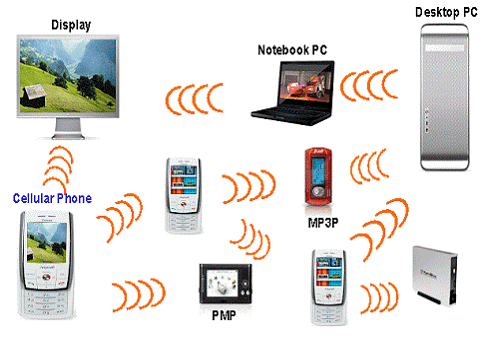 Display
Desktop PC
Notebook PC
Cellular Phone
MP3P
PMP